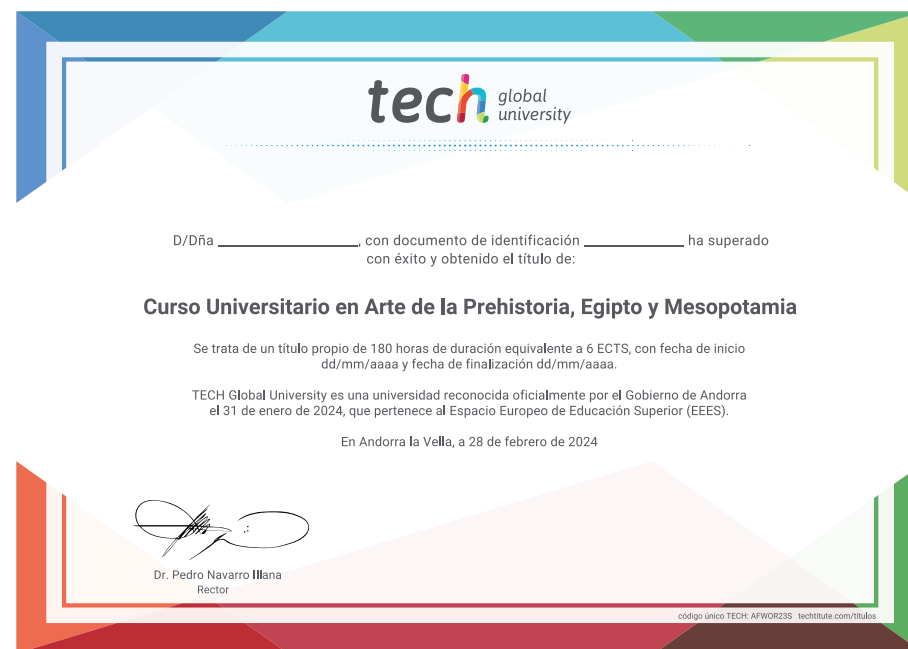 tech global
university
D/Dña ____________________, con documento de identificación ______________ ha superado
con éxito y obtenido el título de:
Curso Universitario en Arte de la Prehistoria, Egipto y Mesopotamia
Se trata de un título propio de 180 horas de duración equivalente a 6 ECTS, con fecha de inicio
dd/mm/aaaa y fecha de finalización dd/mm/aaaa.
TECH Global University es una universidad reconocida oficialmente por el Gobierno de Andorra
el 31 de enero de 2024, que pertenece al Espacio Europeo de Educación Superior (EEES).
En Andorra la Vella, a 28 de febrero de 2024
Dr. Pedro Navarro Illana
Rector
código único TECH: AFWOR23S techtitute.com/titulos